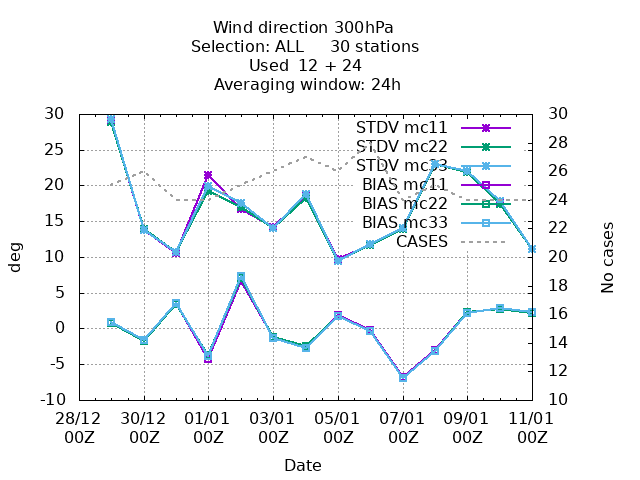 Wind direction 300hPa
Selection: ALL 30 stations
Used 12 + 24
Averaging window: 24h
30 30
STDV mc11
28
STDV mc22
25
STDV mc33
26
20
BIAS mc11
24
BIAS mc22
15
BIAS mc33
22
CASES
10 20
5 18
16
0
14
-5
12
-10 10
deg
No cases
28/12 30/12 01/01 03/01 05/01 07/01 09/01 11/01
00Z 00Z 00Z 00Z 00Z 00Z 00Z 00Z
Date